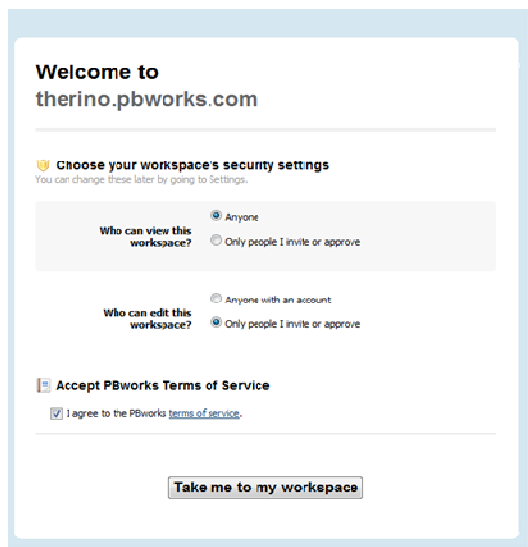 Welcome to
therino.pbworks.com
Choose your workspace's security settings
You can change these later by going to Settings.
Who can view this
workspace?
Anyone
Only people I invite or approve
Who can edit this
workspace?
Anyone with an account
Only people I invite or approve
Accept PBworks Terms of Service
I agree to the PBworks terms of service.
Take me to my workepace